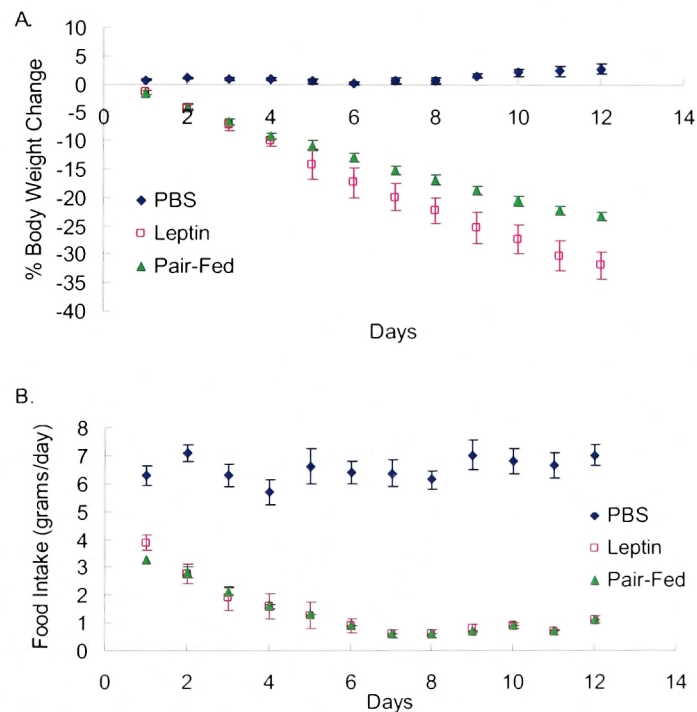 A.
% Body Weight Change
10
5
0
-5
-10
-15
-20
-25
-30
-35
-40
0 2 4 6 8 10 12 14
PBS
Leptin
Pair-Fed
Days
B.
Food Intake (grams/day)
8
7
6
5
4
3
2
1
0
PBS
Leptin
Pair-Fed
0 2 4 6 8 10 12 14
Days